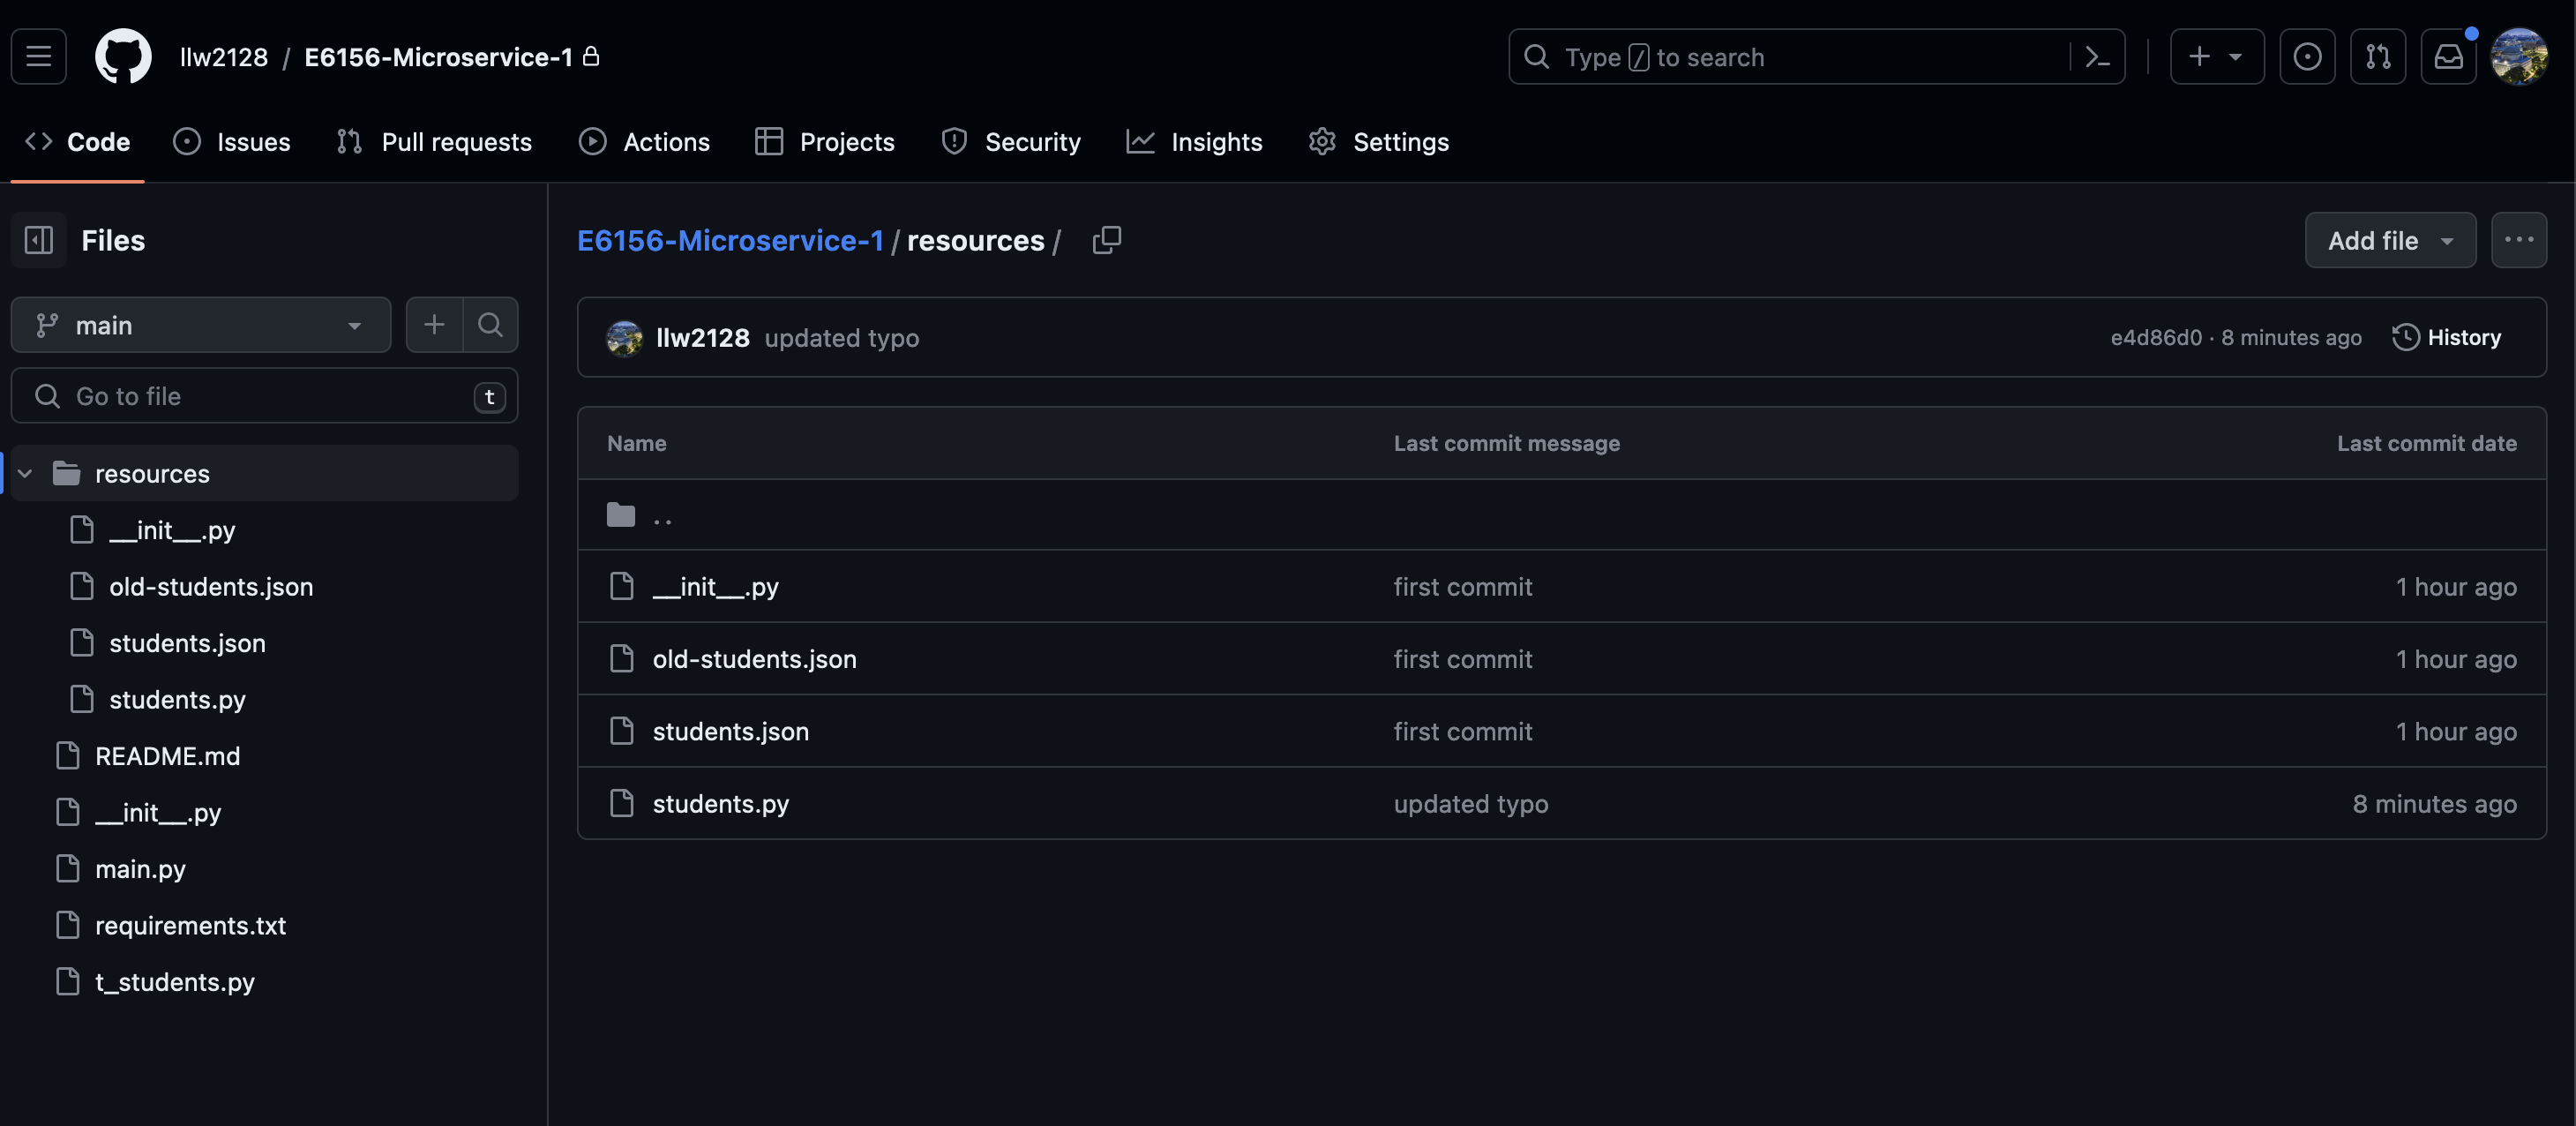 llw2128 / E6156-Microservice-1
Type / to search
Code Issues Pull requests Actions Projects Security Insights Settings
Files
main
Go to file t
resources
__init__.py
old-students.json
students.json
students.py
README.md
__init__.py
main.py
requirements.txt
t_students.py
E6156-Microservice-1 / resources /
Add file
llw2128 updated typo e4d86d0 · 8 minutes ago History
Name Last commit message Last commit date
..
__init__.py first commit 1 hour ago
old-students.json first commit 1 hour ago
students.json first commit 1 hour ago
students.py updated typo 8 minutes ago